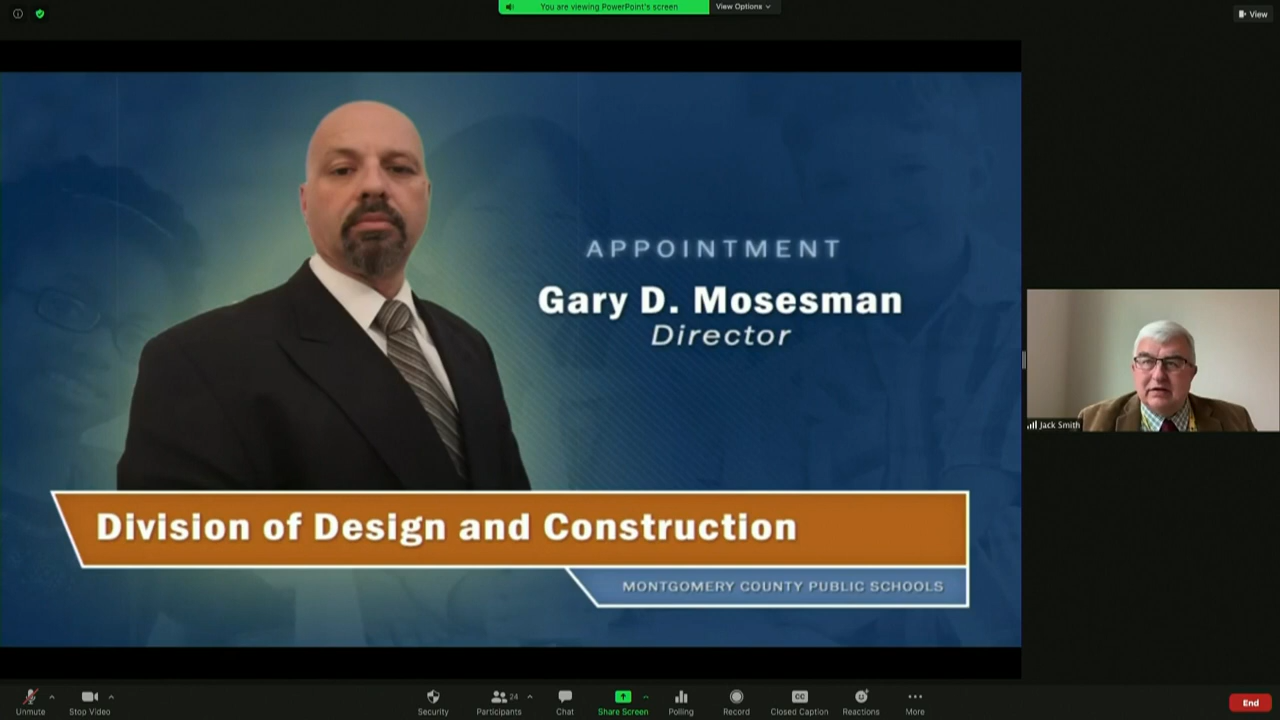 You are viewing PowerPoint's screen
View Options
View
APPOINTMENT
Gary D. Mosesman
Director
Jack Smith
Division of Design and Construction
MONTGOMERY COUNTY PUBLIC SCHOOLS
Unmute
Stop Video
Security
Participants
24
Chat
Share Screen
Polling
Record
CC
Closed Caption
Reactions
More
End